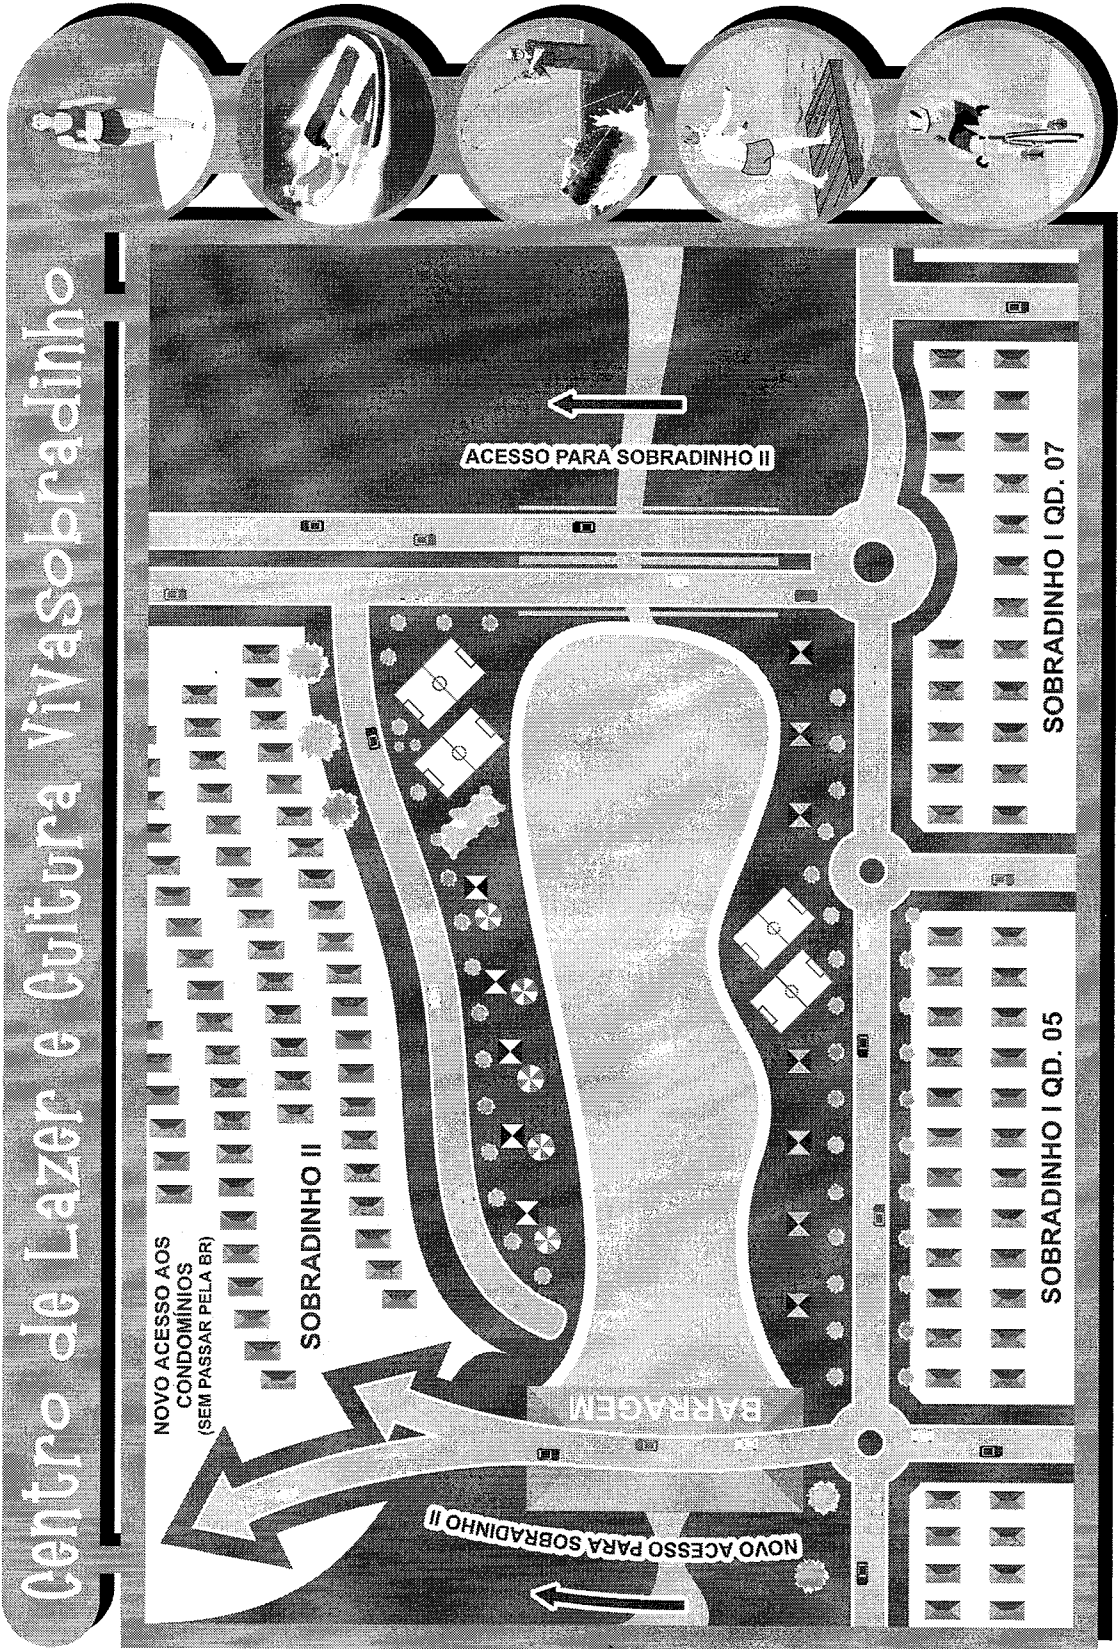 Centro de Lazer e Cultura Vivasobradinho
ACESSO PARA SOBRADINHO II
SOBRADINHO I QD. 07
SOBRADINHO I QD. 05
SOBRADINHO II
NOVO ACESSO AOS
CONDOMÍNIOS
(SEM PASSAR PELA BR)
BARRAGEM
NOVO ACESSO PARA SOBRADINHO II